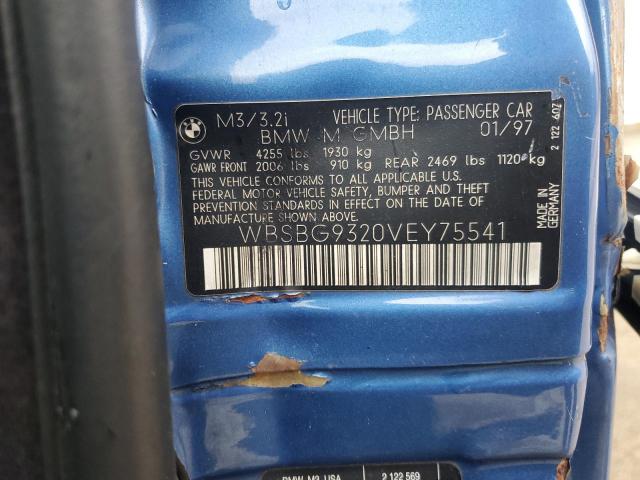 M3/3.2i VEHICLE TYPE: PASSENGER CAR
BMW M GMBH 01/97
GVWR 4255 lbs 1930 kg
GAWR FRONT 2006 lbs 910 kg REAR 2469 lbs 1120 kg
THIS VEHICLE CONFORMS TO ALL APPLICABLE
FEDERAL MOTOR VEHICLE SAFETY, BUMPER AND THEFT
PREVENTION STANDARDS IN EFFECT ON THE DATE OF
MANUFACTURE SHOWN ABOVE.
WBSBG9320VEY75541
MADE IN
GERMANY
2 122 607
BMW M3 USA 2 122 569